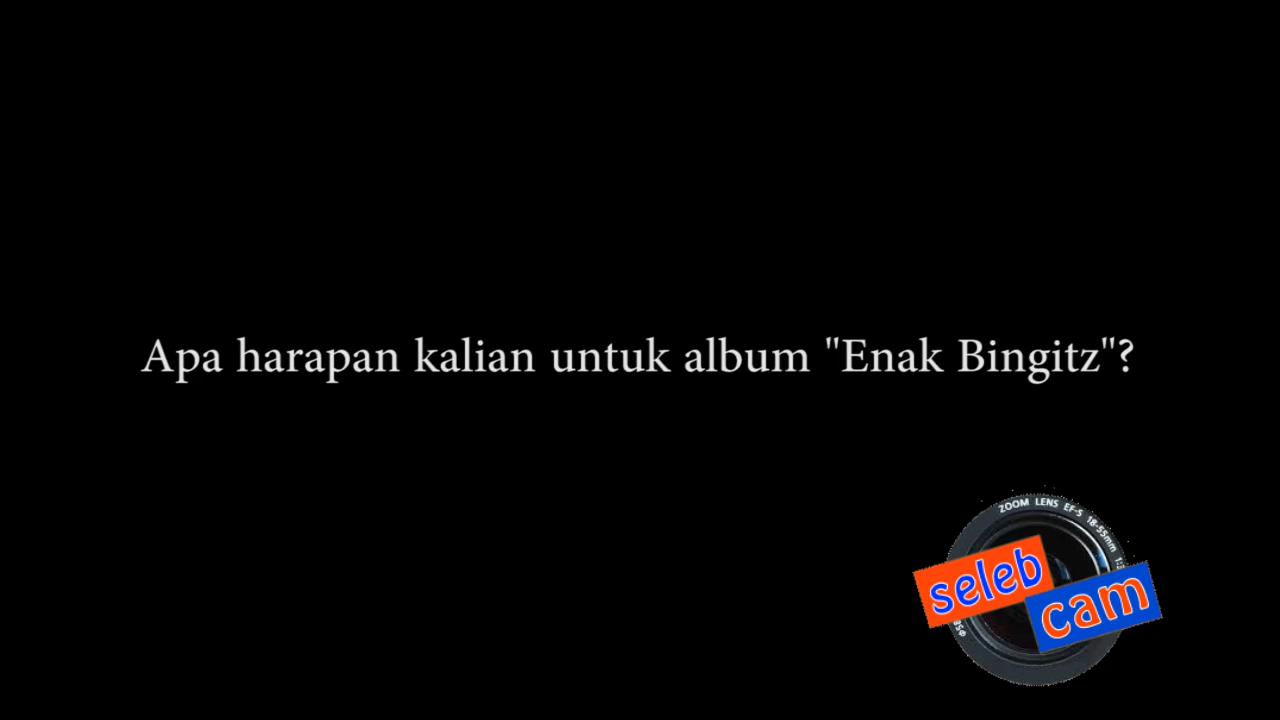 Apa harapan kalian untuk album "Enak Bingitz"?
ZOOM LENS EF-S 18-55mm
seleb
cam